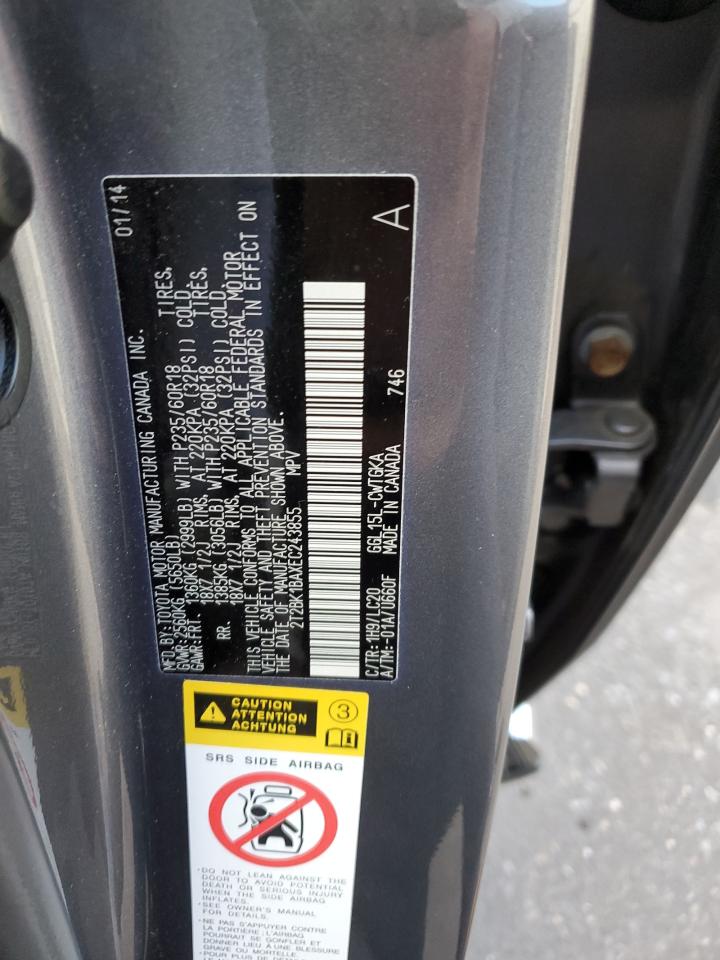 MFD.BY:TOYOTA MOTOR MANUFACTURING CANADA INC. 01/14
GVWR:2560KG (5650LB)
GAWR:FRT. 1360KG (2999LB) WITH P235/60R18 TIRES.
18X7 1/2J RIMS. AT 220KPA (32PSI) COLD.
RR. 1385KG (3056LB) WITH P235/60R18 TIRES.
18X7 1/2J RIMS. AT 220KPA (32PSI) COLD.
THIS VEHICLE CONFORMS TO ALL APPLICABLE FEDERAL MOTOR
VEHICLE SAFETY AND THEFT PREVENTION STANDARDS IN EFFECT ON
THE DATE OF MANUFACTURE SHOWN ABOVE.
2T2BK1BAXEC243855 MPV
C/TR:1H9/LC20 GGL15L-CWTGKA 746 A
A/TM:-01A/U660F MADE IN CANADA
CAUTION
ATTENTION
ACHTUNG
3
SRS SIDE AIRBAG
·DO NOT LEAN AGAINST THE
DOOR TO AVOID POTENTIAL
DEATH OR SERIOUS INJURY
WHEN THE SIDE AIRBAG
INFLATES.
·SEE OWNER'S MANUAL
FOR DETAILS.
·NE PAS S'APPUYER CONTRE
LA PORTIÈRE; L'AIRBAG
POURRAIT SE GONFLER ET
DONNER LIEU A UNE BLESSURE
GRAVE OU MORTELLE.